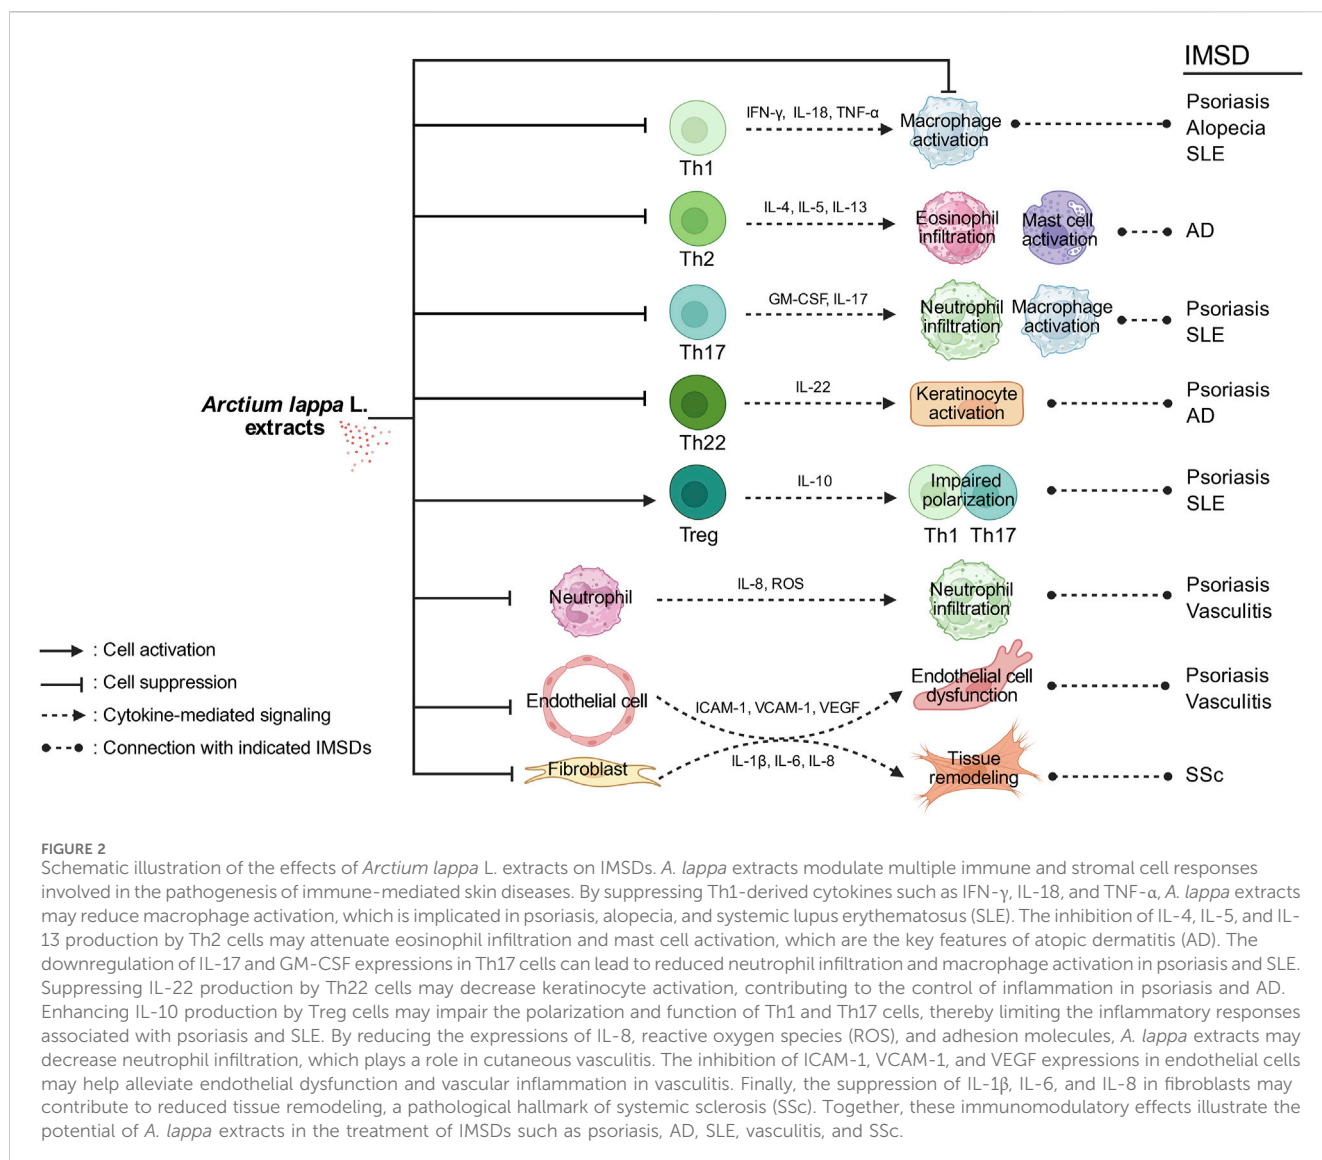 IMSD
IFN-γ, IL-18, TNF-α
Macrophage
activation
Th1
Psoriasis
Alopecia
SLE
IL-4, IL-5, IL-13
Eosinophil
infiltration
Mast cell
activation
Th2
AD
GM-CSF, IL-17
Neutrophil
infiltration
Macrophage
activation
Th17
Psoriasis
SLE
Arctium lappa L.
extracts
IL-22
Keratinocyte
activation
Th22
Psoriasis
AD
IL-10
Impaired
polarization
Treg
Th1 Th17
Psoriasis
SLE
Neutrophil
IL-8, ROS
Neutrophil
infiltration
Psoriasis
Vasculitis
Endothelial cell
ICAM-1, VCAM-1, VEGF
Endothelial cell
dysfunction
Psoriasis
Vasculitis
Fibroblast
IL-1β, IL-6, IL-8
Tissue
remodeling
SSc
: Cell activation
: Cell suppression
: Cytokine-mediated signaling
: Connection with indicated IMSDs
FIGURE 2
Schematic illustration of the effects of Arctium lappa L. extracts on IMSDs. A. lappa extracts modulate multiple immune and stromal cell responses
involved in the pathogenesis of immune-mediated skin diseases. By suppressing Th1-derived cytokines such as IFN-γ, IL-18, and TNF-α, A. lappa extracts
may reduce macrophage activation, which is implicated in psoriasis, alopecia, and systemic lupus erythematosus (SLE). The inhibition of IL-4, IL-5, and IL-
13 production by Th2 cells may attenuate eosinophil infiltration and mast cell activation, which are the key features of atopic dermatitis (AD). The
downregulation of IL-17 and GM-CSF expressions in Th17 cells can lead to reduced neutrophil infiltration and macrophage activation in psoriasis and SLE.
Suppressing IL-22 production by Th22 cells may decrease keratinocyte activation, contributing to the control of inflammation in psoriasis and AD.
Enhancing IL-10 production by Treg cells may impair the polarization and function of Th1 and Th17 cells, thereby limiting the inflammatory responses
associated with psoriasis and SLE. By reducing the expressions of IL-8, reactive oxygen species (ROS), and adhesion molecules, A. lappa extracts may
decrease neutrophil infiltration, which plays a role in cutaneous vasculitis. The inhibition of ICAM-1, VCAM-1, and VEGF expressions in endothelial cells
may help alleviate endothelial dysfunction and vascular inflammation in vasculitis. Finally, the suppression of IL-1β, IL-6, and IL-8 in fibroblasts may
contribute to reduced tissue remodeling, a pathological hallmark of systemic sclerosis (SSc). Together, these immunomodulatory effects illustrate the
potential of A. lappa extracts in the treatment of IMSDs such as psoriasis, AD, SLE, vasculitis, and SSc.